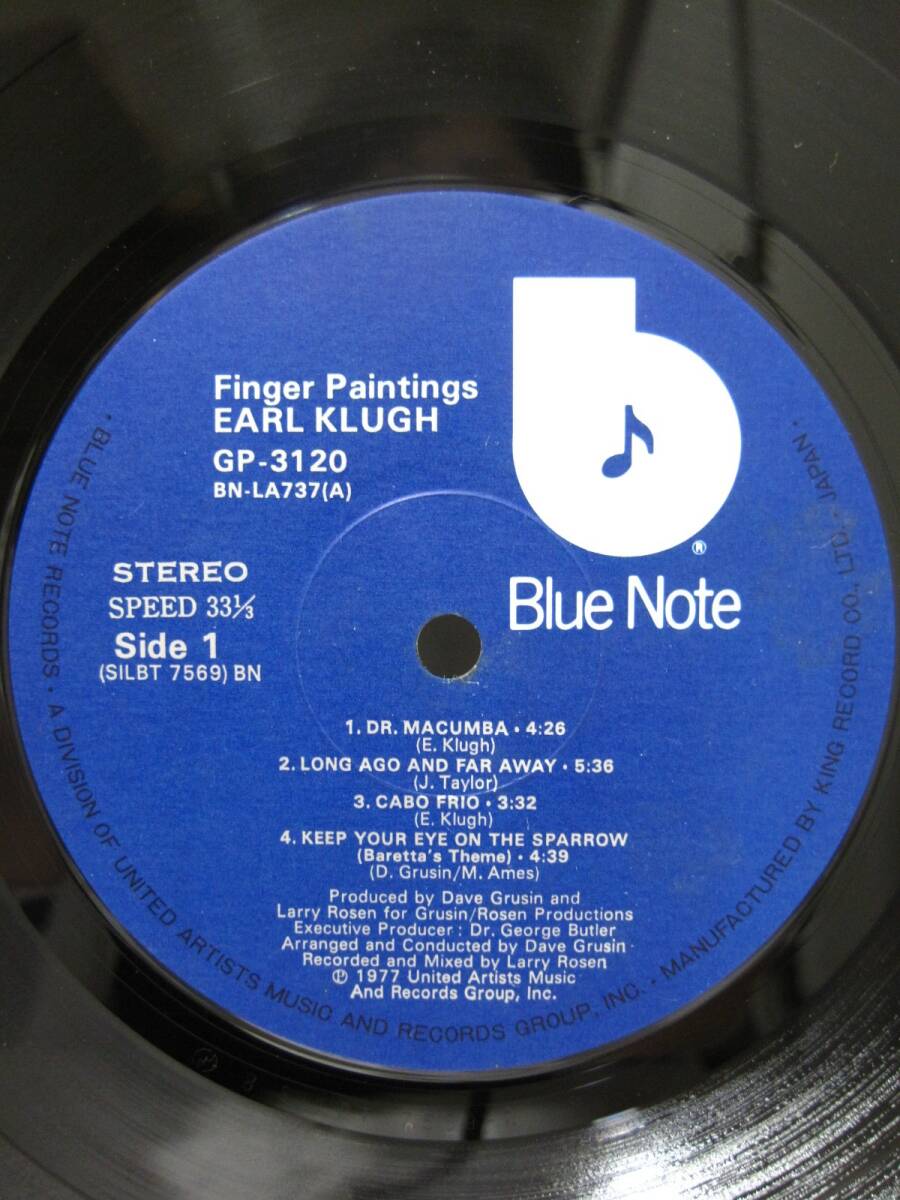 Finger Paintings
EARL KLUGH
GP-3120
BN-LA737(A)
®
Blue Note
STEREO
SPEED 33⅓
Side 1
(SILBT 7569) BN
1. DR. MACUMBA · 4:26
(E. Klugh)
2. LONG AGO AND FAR AWAY · 5:36
(J. Taylor)
3. CABO FRIO · 3:32
(E. Klugh)
4. KEEP YOUR EYE ON THE SPARROW
(Baretta's Theme) · 4:39
(D. Grusin/M. Ames)
Produced by Dave Grusin and
Larry Rosen for Grusin/Rosen Productions
Executive Producer : Dr. George Butler
Arranged and Conducted by Dave Grusin
Recorded and Mixed by Larry Rosen
℗ 1977 United Artists Music
And Records Group, Inc.
· BLUE NOTE RECORDS · A DIVISION OF UNITED ARTISTS MUSIC AND RECORDS GROUP, INC. · MANUFACTURED BY KING RECORD CO., LTD., JAPAN ·